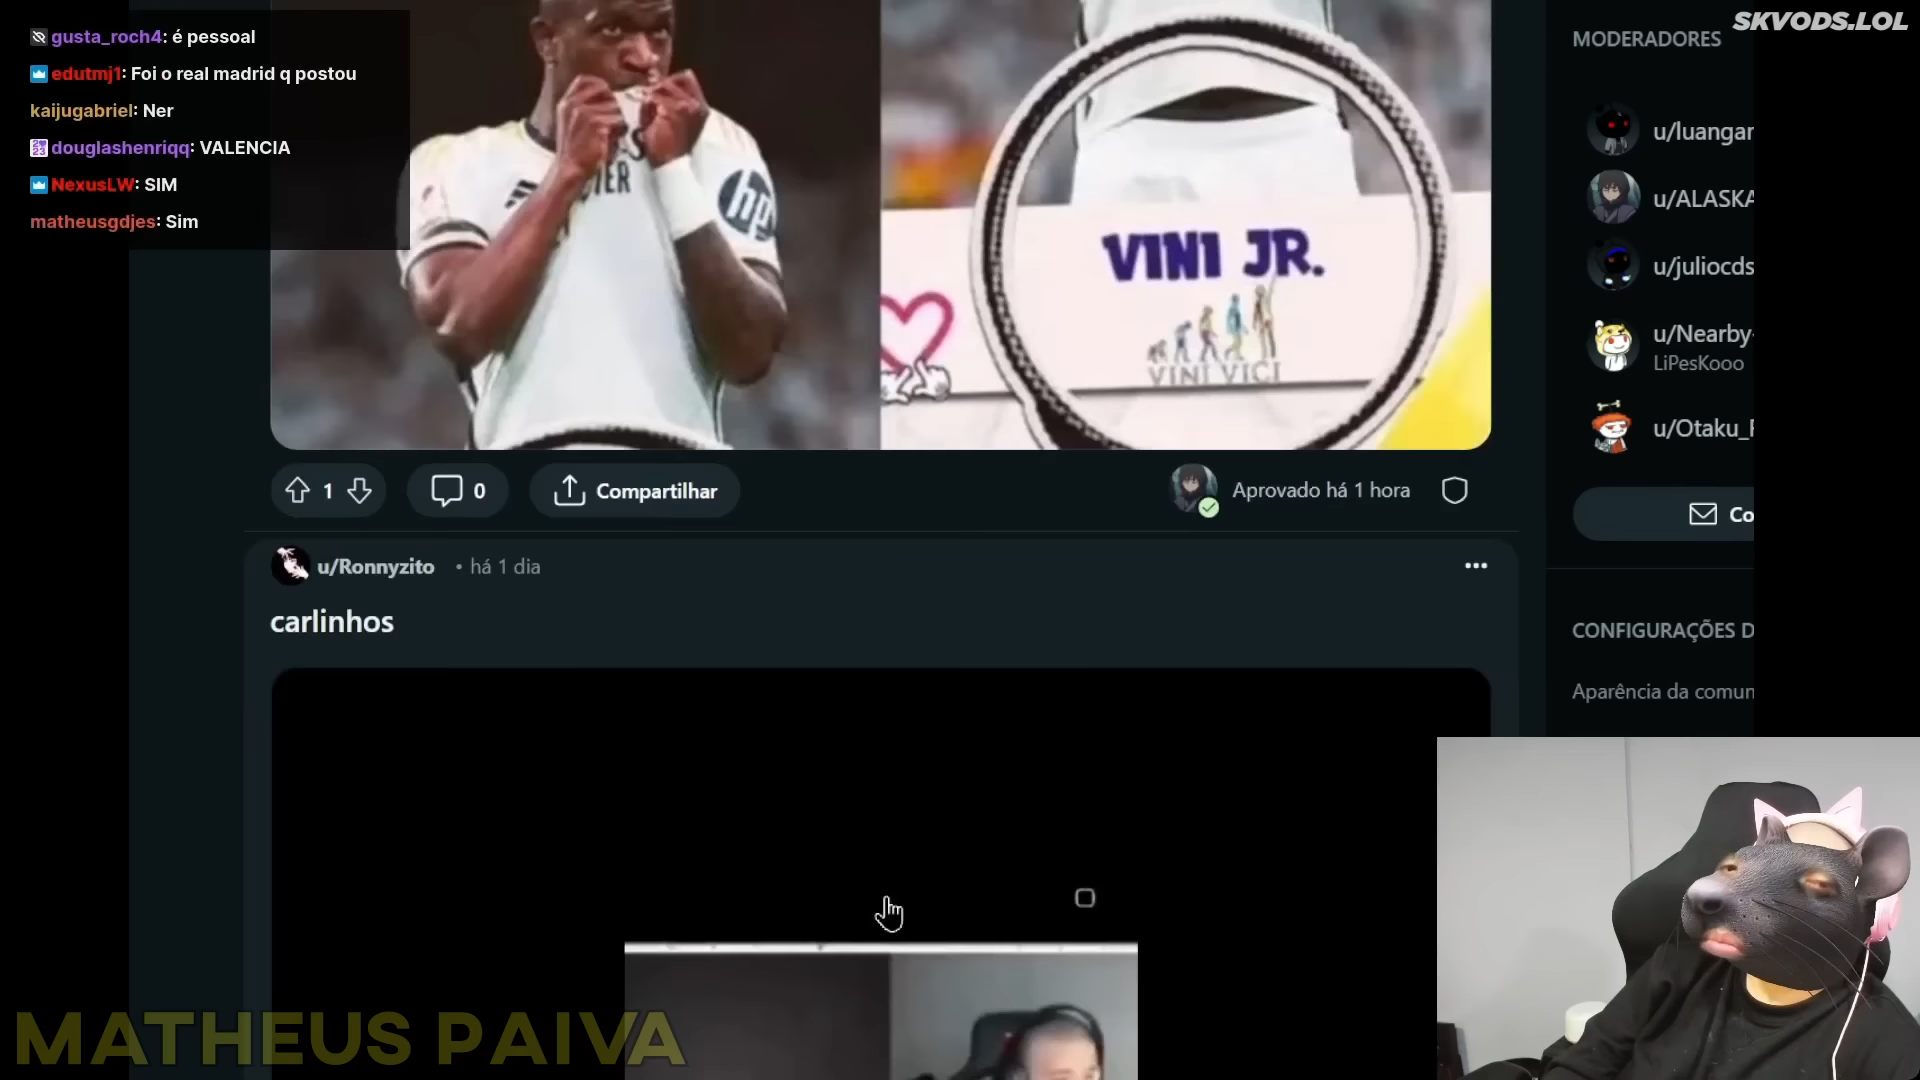 gusta_roch4: é pessoal
edutmj1: Foi o real madrid q postou
kaijugabriel: Ner
douglashenriqq: VALENCIA
NexusLW: SIM
matheusgdjes: Sim
SKVODS.LOL
MODERADORES
u/luangar
u/ALASKA
u/juliocds
u/Nearby-
LiPesKooo
u/Otaku_F
Co
hp
VINI JR.
VINI VICI
1
0
Compartilhar
Aprovado há 1 hora
u/Ronnyzito • há 1 dia
carlinhos
CONFIGURAÇÕES D
Aparência da comun
MATHEUS PAIVA